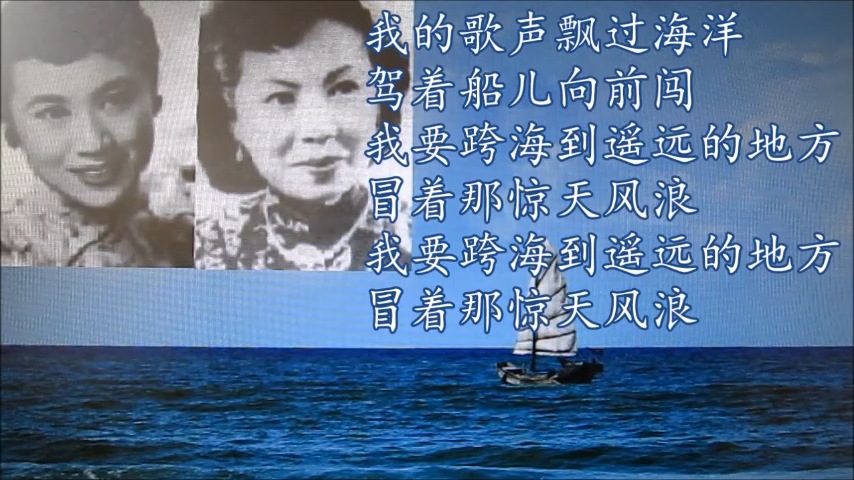 我的歌声飘过海洋
驾着船儿向前闯
我要跨海到遥远的地方
冒着那惊天风浪
我要跨海到遥远的地方
冒着那惊天风浪